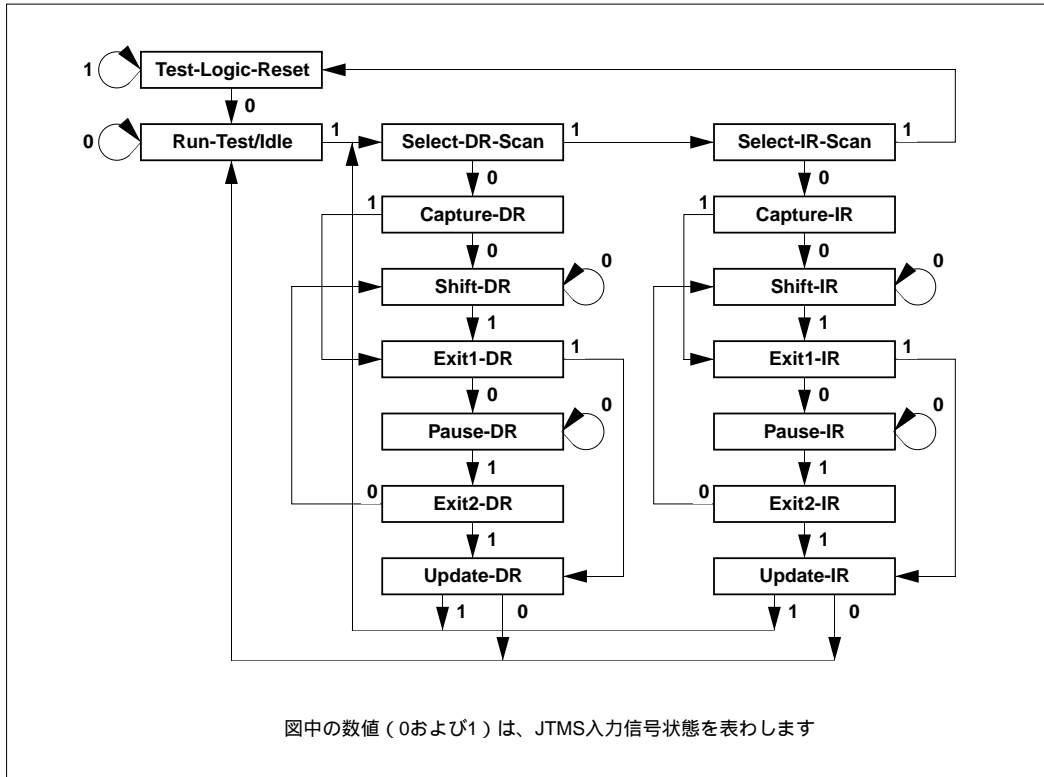 1 Test-Logic-Reset
0
0 Run-Test/Idle 1 Select-DR-Scan 1 Select-IR-Scan 1
0 0
1 Capture-DR 1 Capture-IR
0 0
Shift-DR 0 Shift-IR 0
1 1
Exit1-DR 1 Exit1-IR 1
0 0
Pause-DR 0 Pause-IR 0
1 1
0 Exit2-DR 0 Exit2-IR
1 1
Update-DR Update-IR
1 0 1 0
図中の数値（0および1）は、JTMS入力信号状態を表わします